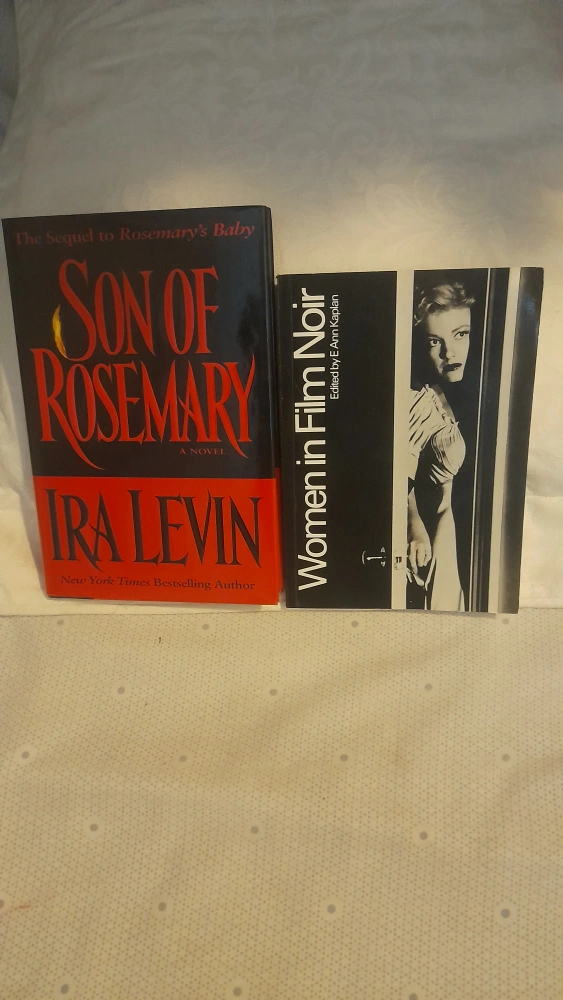 The Sequel to Rosemary's Baby
SON OF
ROSEMARY
A NOVEL
IRA LEVIN
New York Times Bestselling Author
Women in Film Noir
Edited by E Ann Kaplan